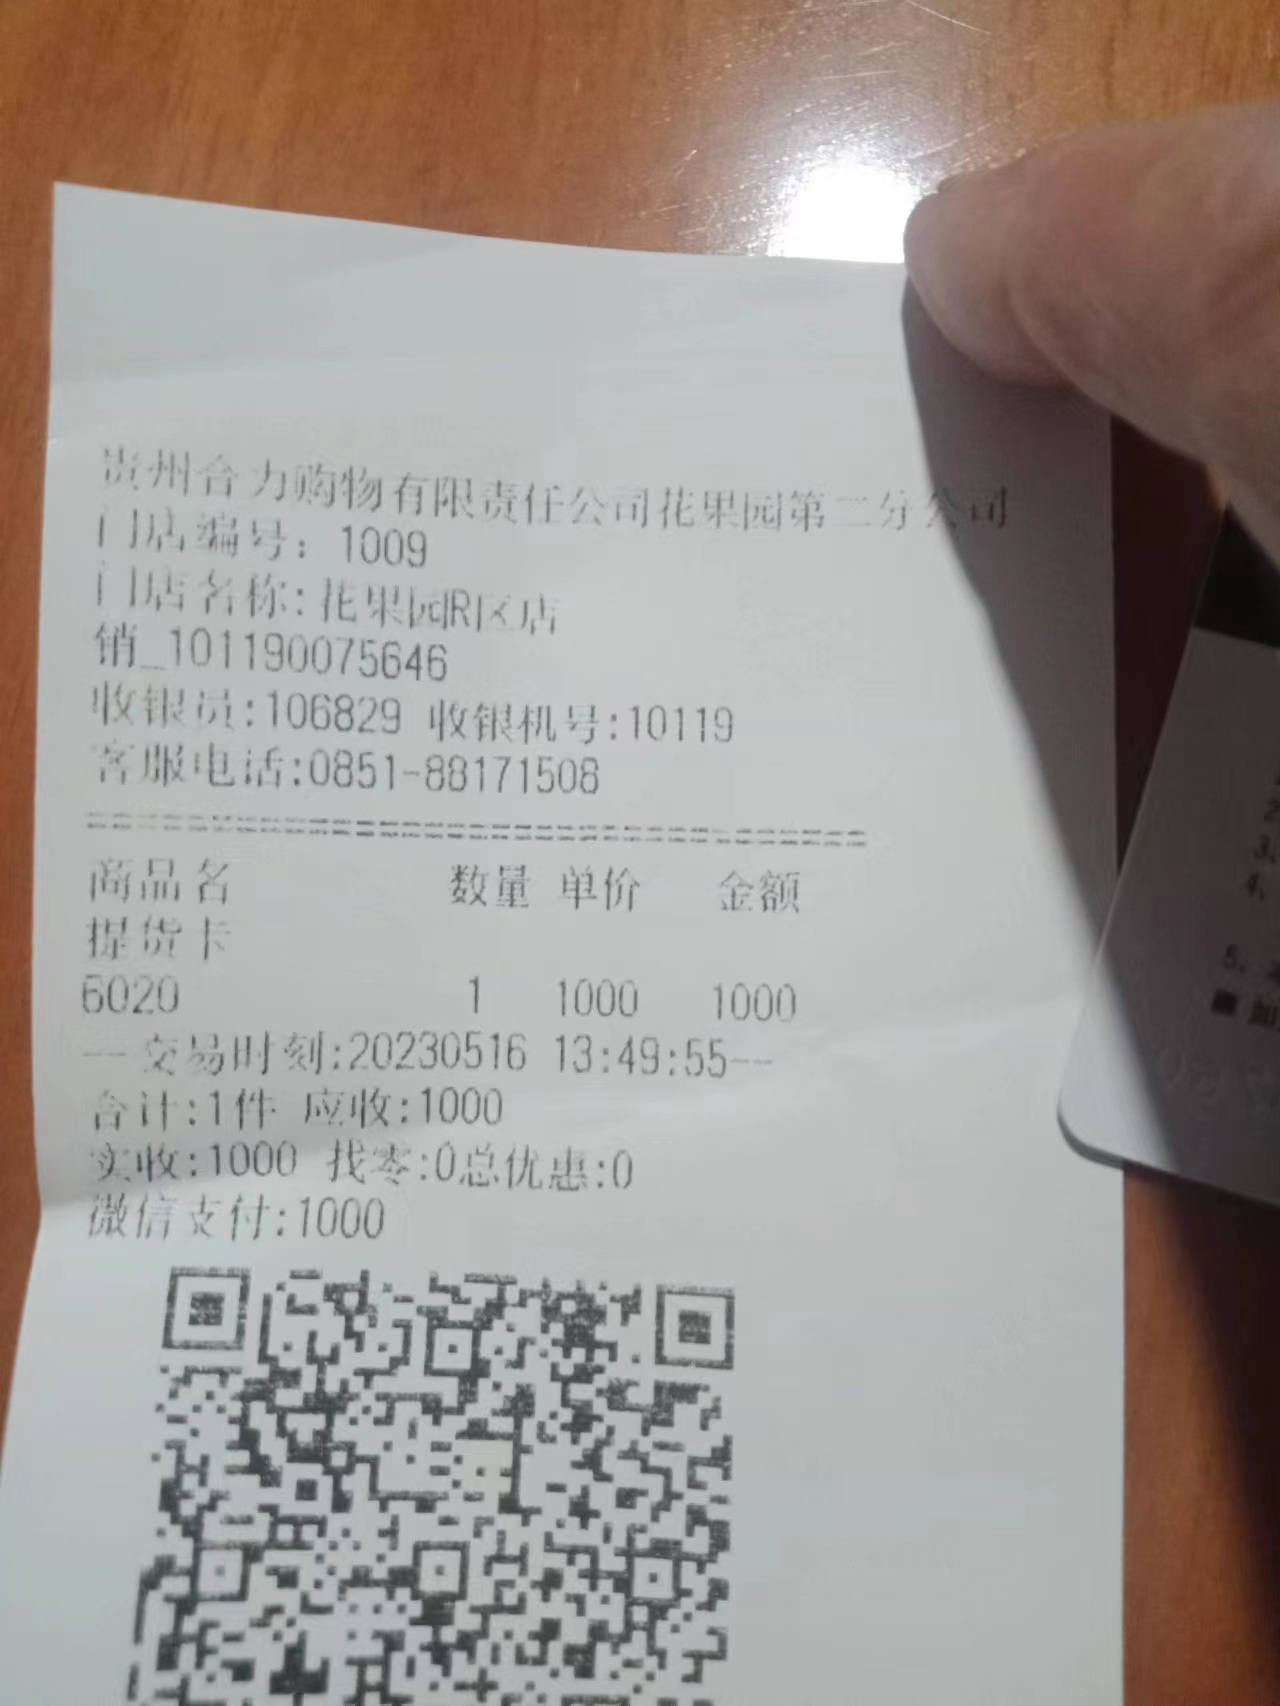 贵州合力购物有限责任公司花果园第二分公司
门店编号：1009
门店名称:花果园R区店
销_101190075646
收银员:106829 收银机号:10119
客服电话:0851-88171508
商品名 数量 单价 金额
提货卡
6020 1 1000 1000
--交易时刻:20230516 13:49:55--
合计:1件 应收:1000
实收:1000 找零:0总优惠:0
微信支付:1000
3、
4、
5、